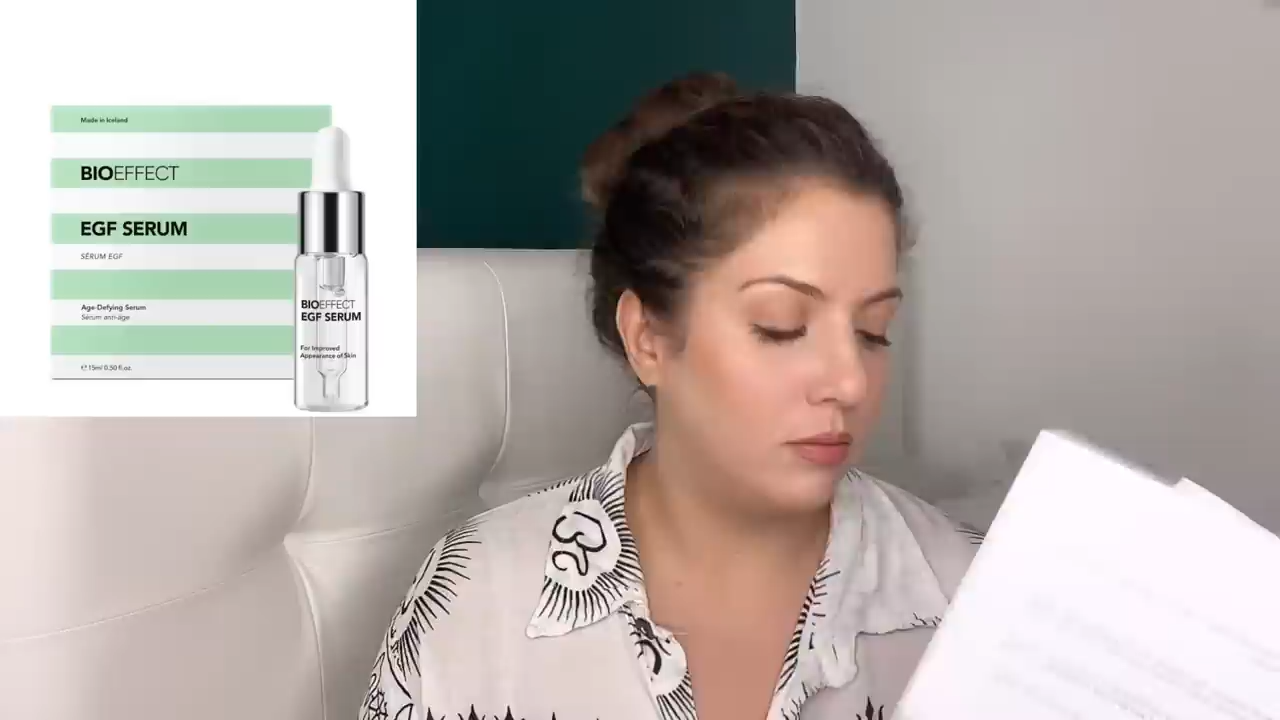 Made in Iceland
BIOEFFECT
EGF SERUM
SÉRUM EGF
Age-Defying Serum
Sérum anti-âge
℮ 15ml 0.50 fl.oz.
BIOEFFECT
EGF SERUM
For Improved
Appearance of Skin